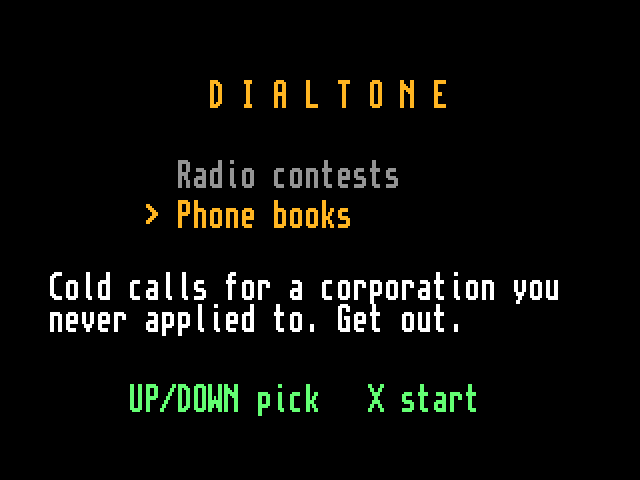 D I A L T O N E
Radio contests
> Phone books
Cold calls for a corporation you
never applied to. Get out.
UP/DOWN pick   X start